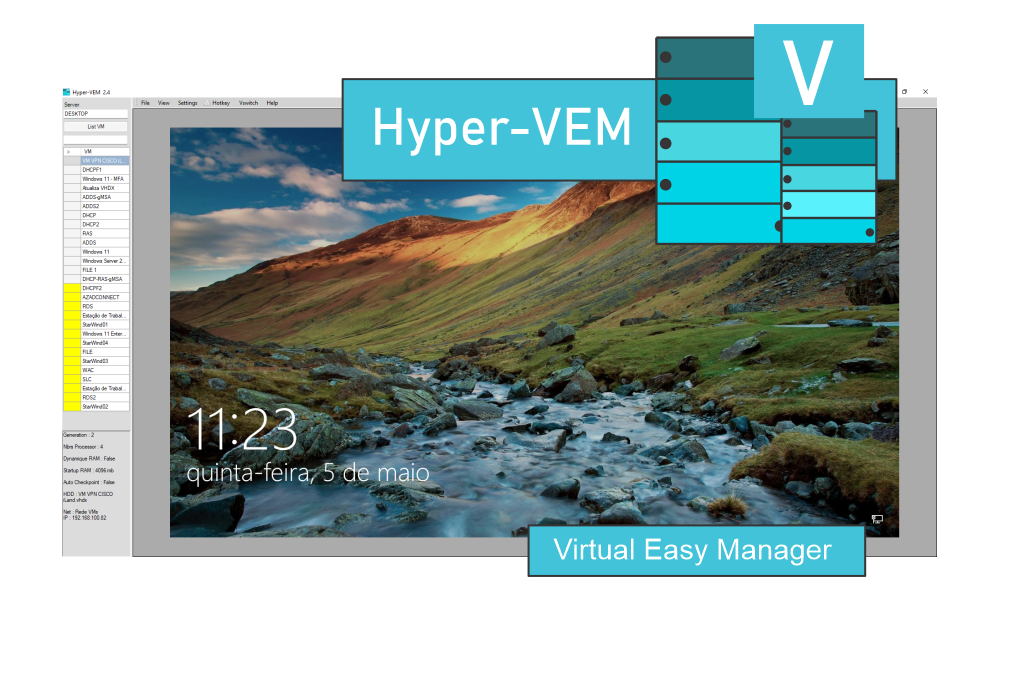 V
Hyper-VEM
Hyper-VEM 2.4
Server
File View Settings Hotkey Vswitch Help
DESKTOP
List VM
VM
VM VPN CISCO iL...
DHCPF1
Windows 11 - MFA
Atualiza VHDX
ADDS-gMSA
ADDS2
DHCP
DHCP2
RAS
ADDS
Windows 11
Windows Server 2...
FILE 1
DHCP-RAS-gMSA
DHCPF2
AZADCONNECT
RDS
Estação de Trabal...
StarWind01
Windows 11 Enter...
StarWind04
FILE
StarWind03
WAC
SLC
Estação de Trabal...
RDS2
StarWind02
Generation : 2
Nbre Processor : 4
Dynamique RAM : False
Startup RAM : 4096 mb
Auto Checkpoint : False
HDD : VM VPN CISCO
iLand.vhdx
Net : Rede VMs
IP : 192.168.100.82
11:23
quinta-feira, 5 de maio
Virtual Easy Manager